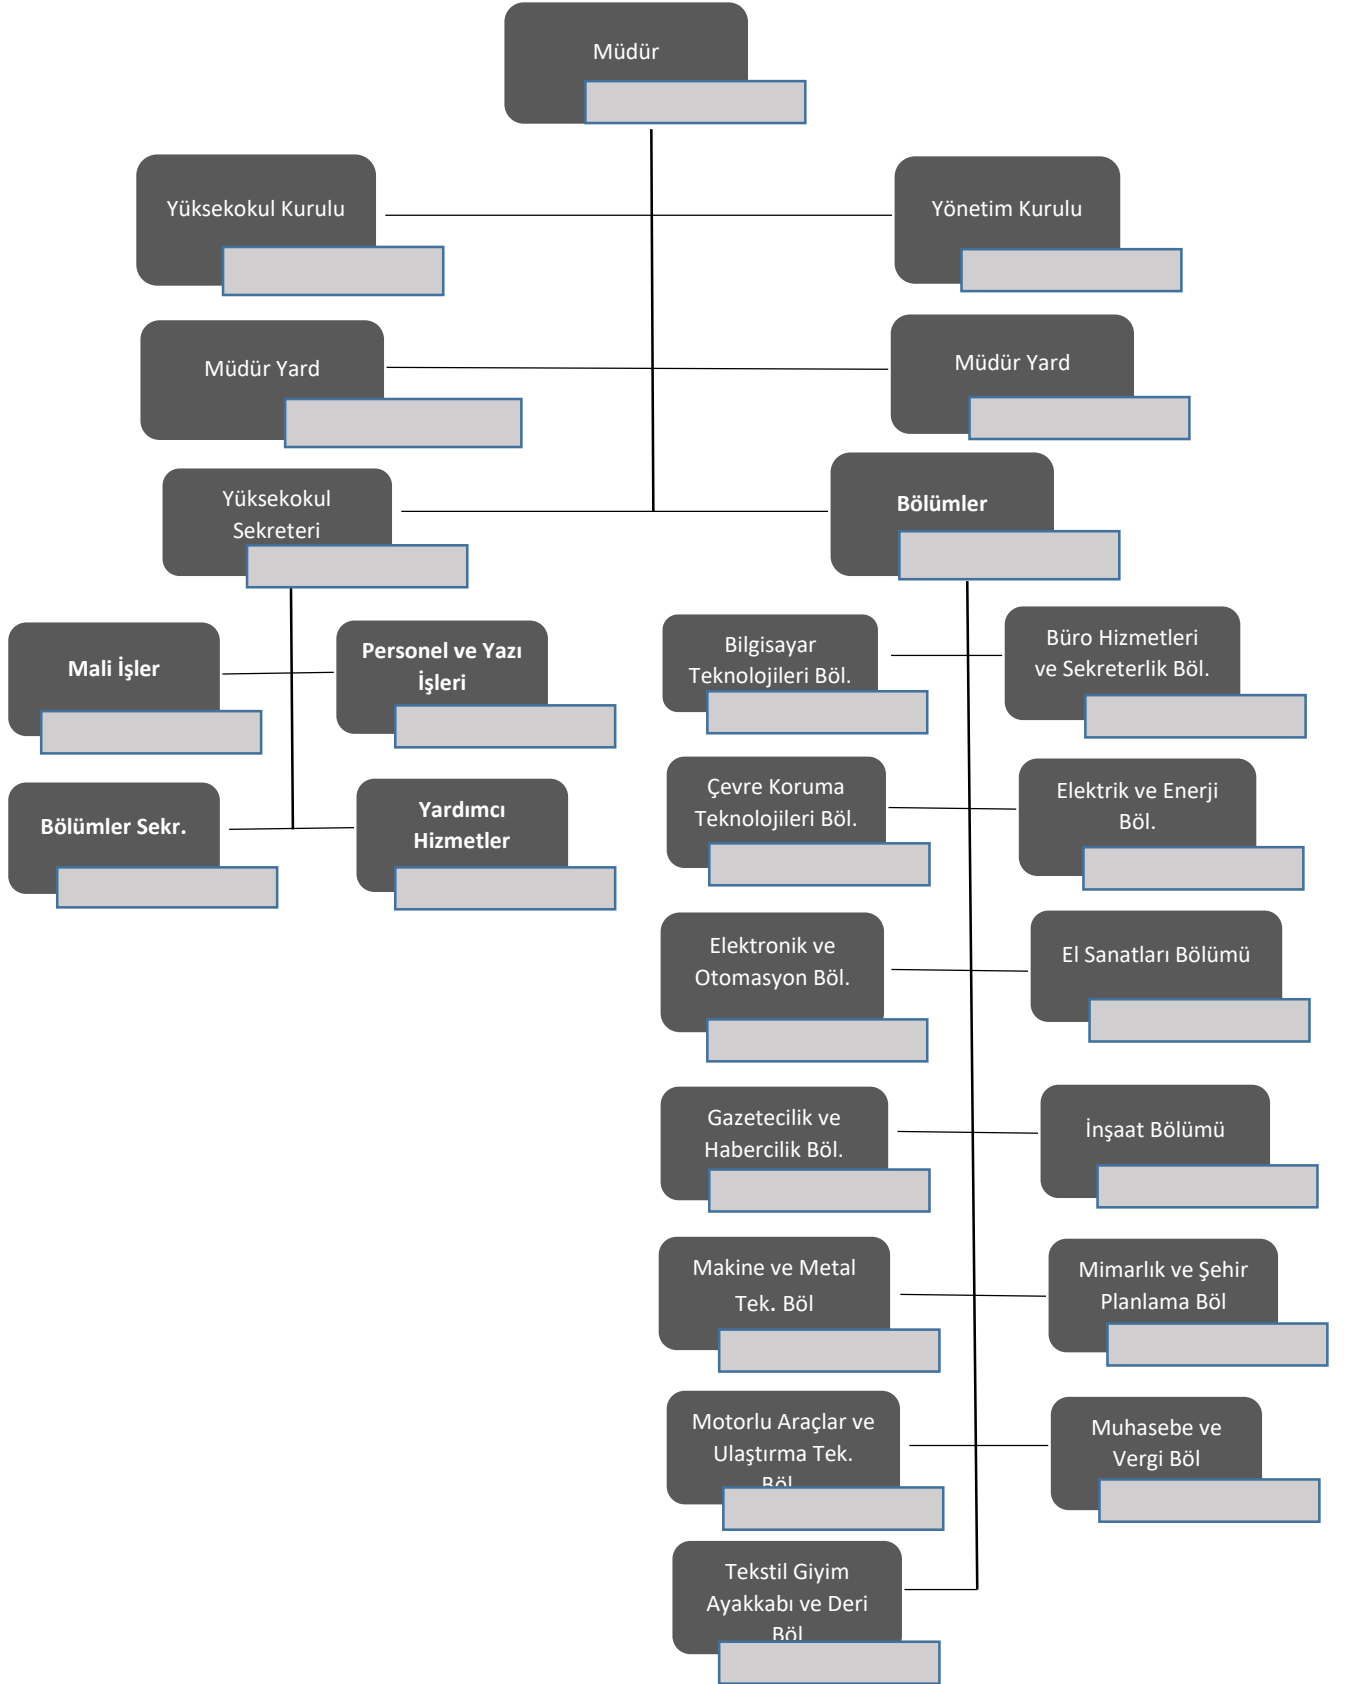 Müdür
Yüksekokul Kurulu
Yönetim Kurulu
Müdür Yard
Müdür Yard
Yüksekokul
Sekreteri
Bölümler
Mali İşler
Personel ve Yazı
İşleri
Bölümler Sekr.
Yardımcı
Hizmetler
Bilgisayar
Teknolojileri Böl.
Büro Hizmetleri
ve Sekreterlik Böl.
Çevre Koruma
Teknolojileri Böl.
Elektrik ve Enerji
Böl.
Elektronik ve
Otomasyon Böl.
El Sanatları Bölümü
Gazetecilik ve
Habercilik Böl.
İnşaat Bölümü
Makine ve Metal
Tek. Böl
Mimarlık ve Şehir
Planlama Böl
Motorlu Araçlar ve
Ulaştırma Tek.
Böl
Muhasebe ve
Vergi Böl
Tekstil Giyim
Ayakkabı ve Deri
Böl